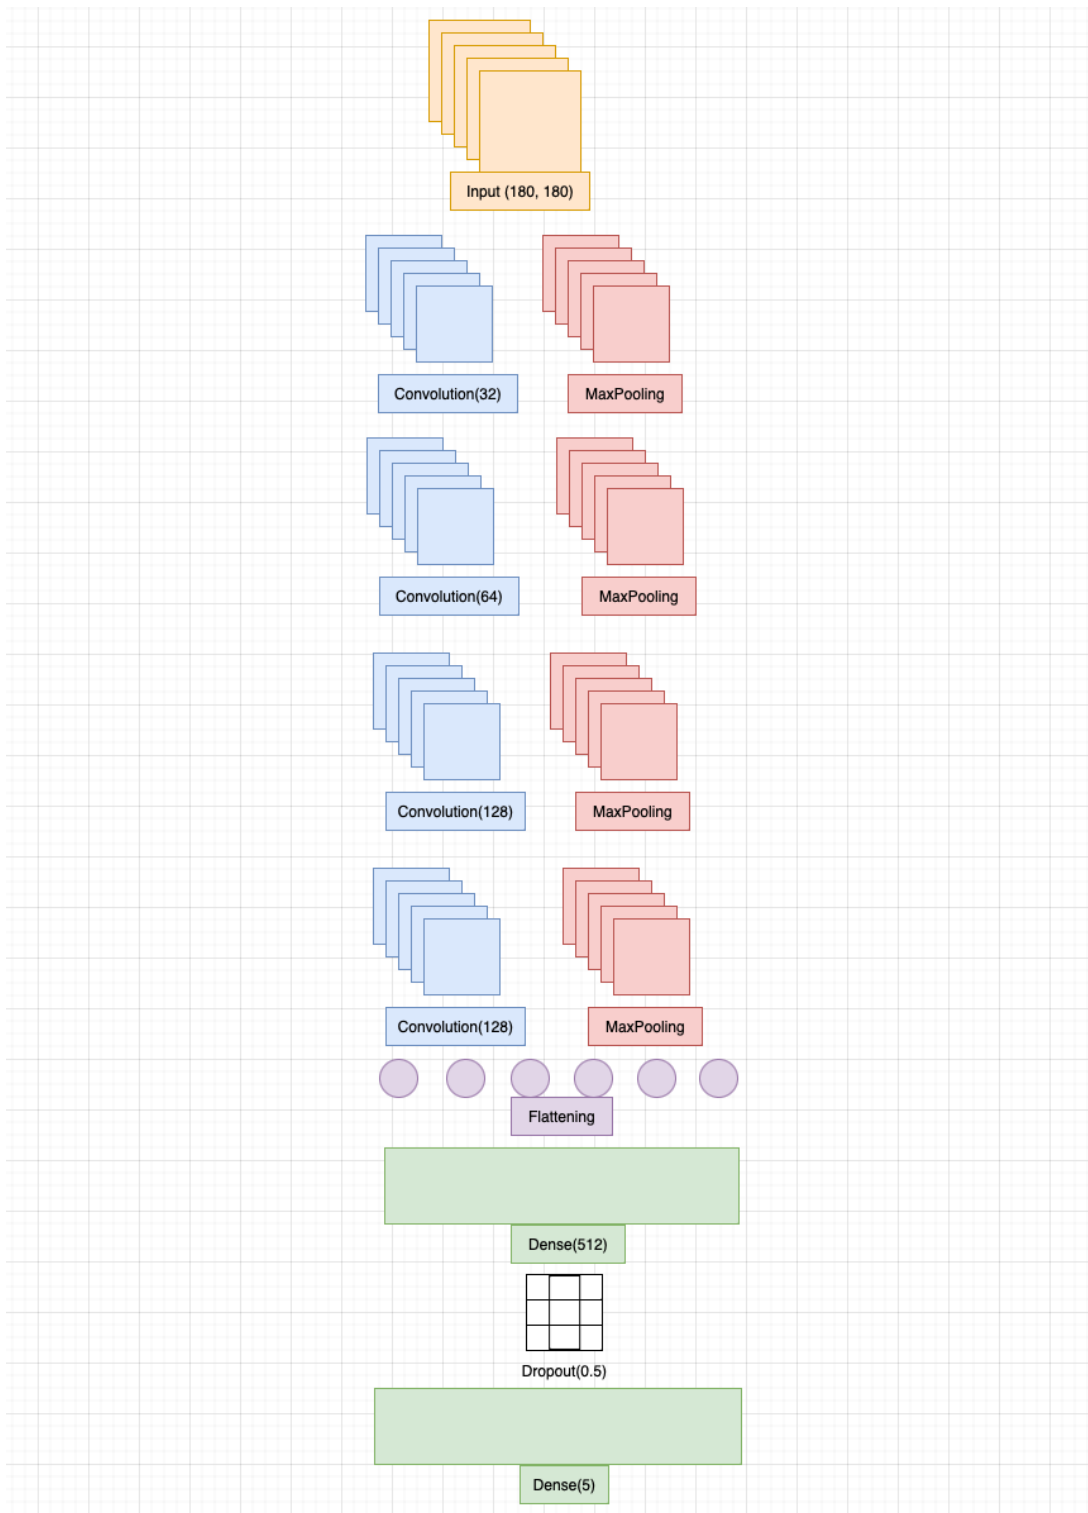 Input (180, 180)
Convolution(32)
MaxPooling
Convolution(64)
MaxPooling
Convolution(128)
MaxPooling
Convolution(128)
MaxPooling
Flattening
Dense(512)
Dropout(0.5)
Dense(5)